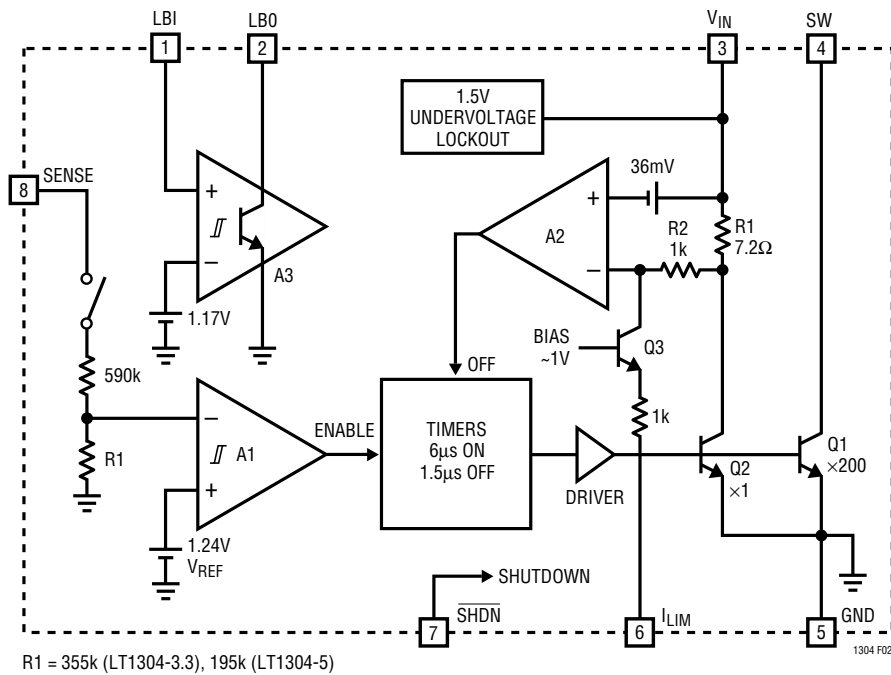 LBI
LB0
VIN
SW
1
2
3
4
1.5V
UNDERVOLTAGE
LOCKOUT
8
SENSE
36mV
+
+
A2
R2
1k
R1
7.2Ω
–
–
A3
1.17V
BIAS
~1V
Q3
OFF
590k
1k
–
ENABLE
TIMERS
6µs ON
1.5µs OFF
A1
R1
+
DRIVER
Q2
×1
Q1
×200
1.24V
VREF
SHUTDOWN
7
SHDN
6
ILIM
5
GND
1304 F02
R1 = 355k (LT1304-3.3), 195k (LT1304-5)